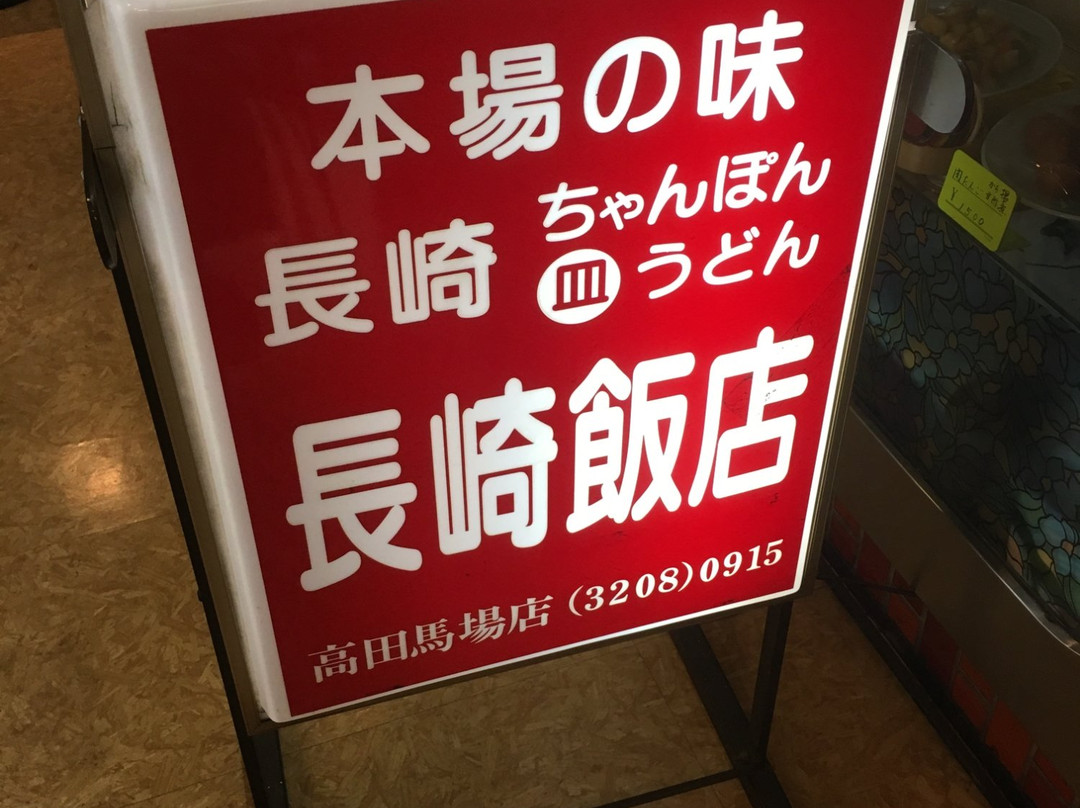 本場の味
長崎 ちゃんぽん
皿うどん
長崎飯店
高田馬場店 (3208)0915
¥1500